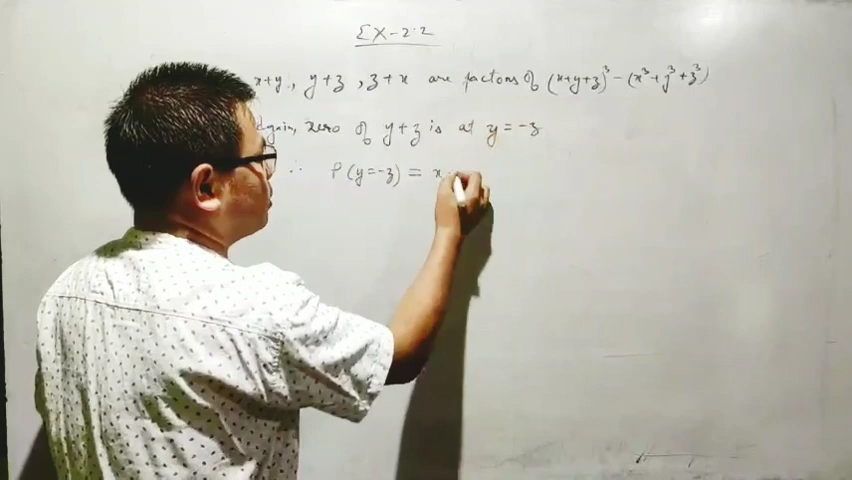 EX-2.2
x+y, y+z, z+x are factors of (x+y+z)³-(x³+y³+z³)
Again, zero of y+z is at y=-z
∴ P(y=-z) = x